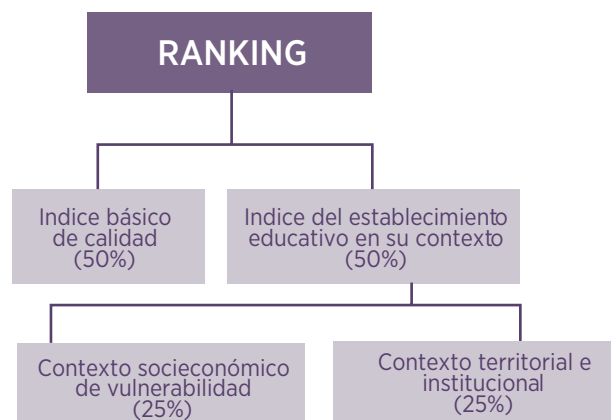 RANKING
Indice básico
de calidad
(50%)
Indice del establecimiento
educativo en su contexto
(50%)
Contexto socieconómico
de vulnerabilidad
(25%)
Contexto territorial e
institucional
(25%)